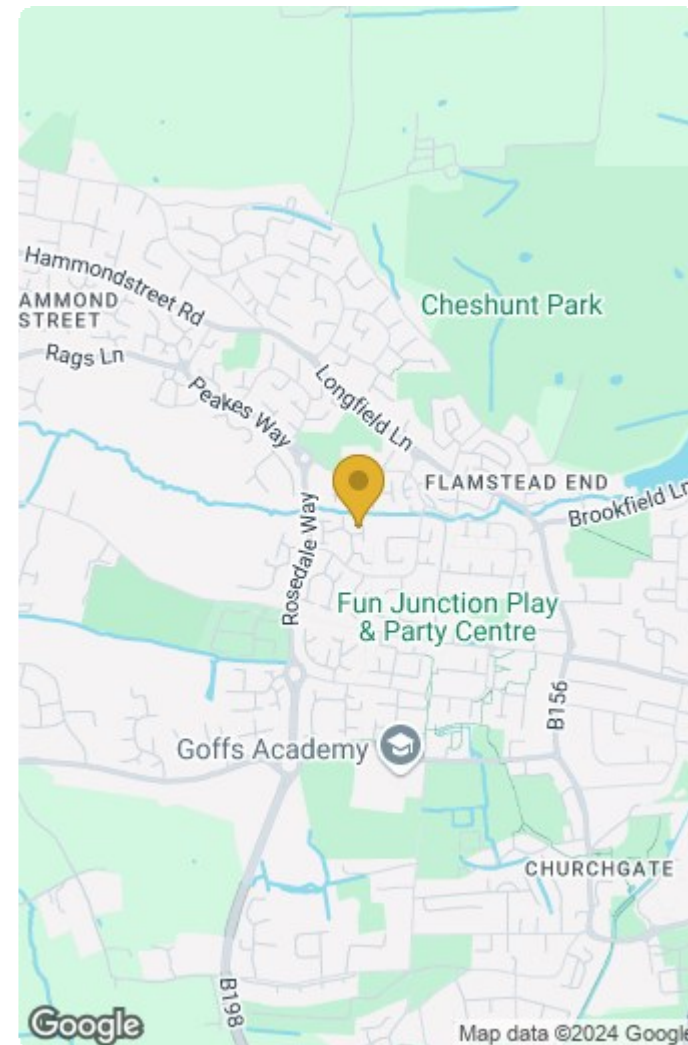 Hammondstreet Rd
AMMOND
STREET
Rags Ln
Cheshunt Park
Longfield Ln
Peakes Way
FLAMSTEAD END
Brookfield Ln
Rosedale Way
Fun Junction Play
& Party Centre
B156
Goffs Academy
CHURCHGATE
B198
Google
Map data ©2024 Google